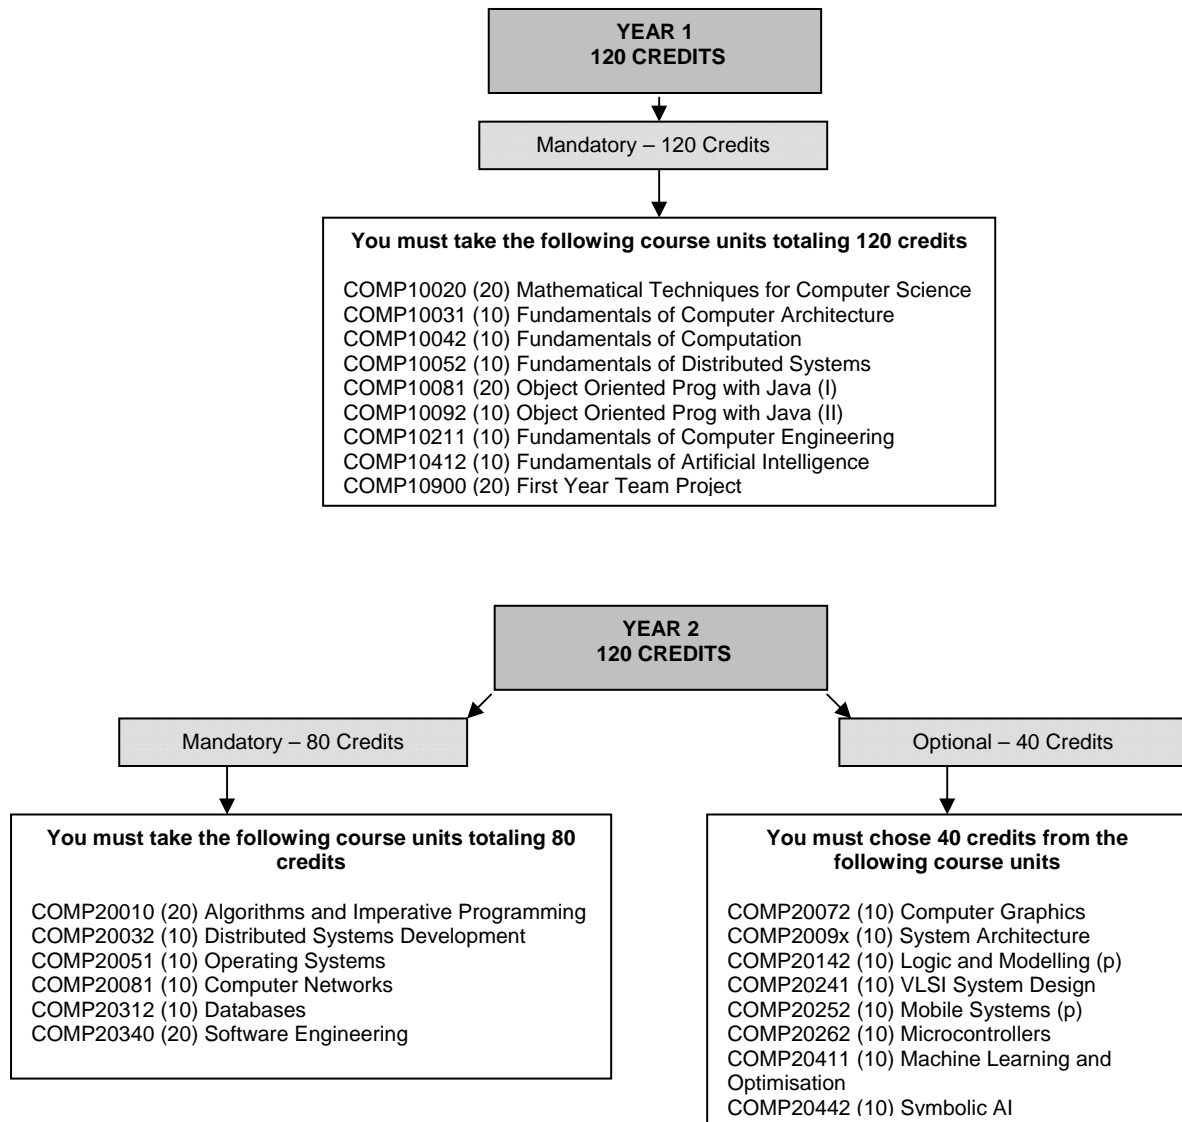 YEAR 1
120 CREDITS
Mandatory – 120 Credits
You must take the following course units totaling 120 credits
COMP10020 (20) Mathematical Techniques for Computer Science
COMP10031 (10) Fundamentals of Computer Architecture
COMP10042 (10) Fundamentals of Computation
COMP10052 (10) Fundamentals of Distributed Systems
COMP10081 (20) Object Oriented Prog with Java (I)
COMP10092 (10) Object Oriented Prog with Java (II)
COMP10211 (10) Fundamentals of Computer Engineering
COMP10412 (10) Fundamentals of Artificial Intelligence
COMP10900 (20) First Year Team Project
YEAR 2
120 CREDITS
Mandatory – 80 Credits
Optional – 40 Credits
You must take the following course units totaling 80
credits
COMP20010 (20) Algorithms and Imperative Programming
COMP20032 (10) Distributed Systems Development
COMP20051 (10) Operating Systems
COMP20081 (10) Computer Networks
COMP20312 (10) Databases
COMP20340 (20) Software Engineering
You must chose 40 credits from the
following course units
COMP20072 (10) Computer Graphics
COMP2009x (10) System Architecture
COMP20142 (10) Logic and Modelling (p)
COMP20241 (10) VLSI System Design
COMP20252 (10) Mobile Systems (p)
COMP20262 (10) Microcontrollers
COMP20411 (10) Machine Learning and
Optimisation
COMP20442 (10) Symbolic AI